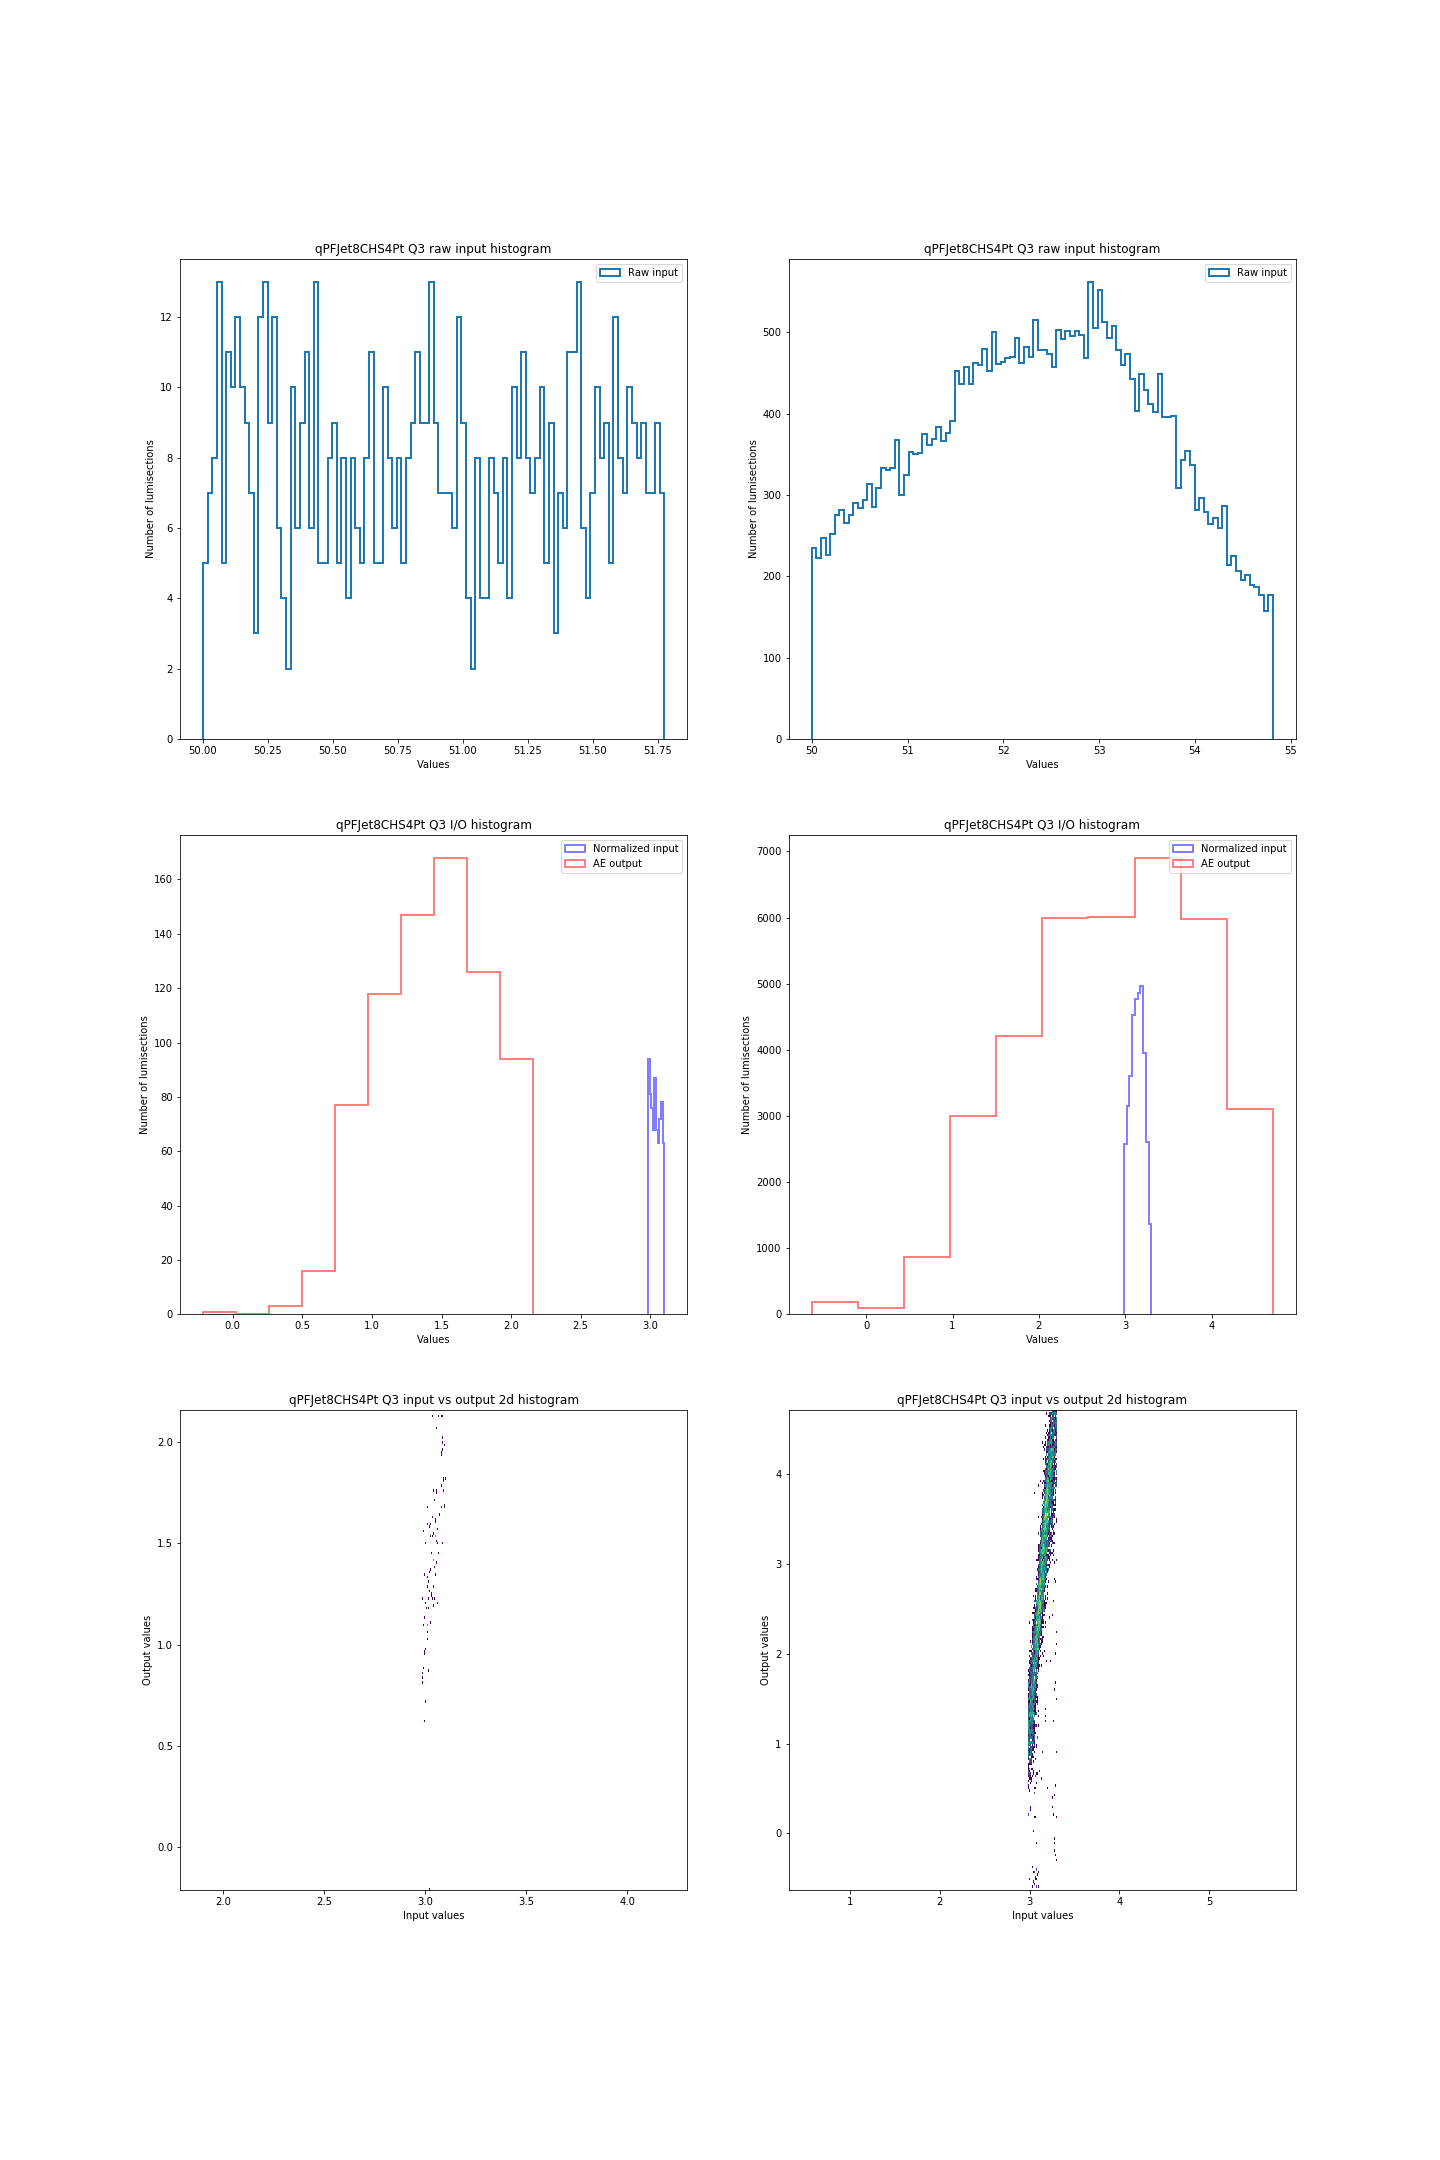 qPFJet8CHS4Pt Q3 raw input histogram
Raw input
Number of lumisections
12
10
8
6
4
2
0
50.00 50.25 50.50 50.75 51.00 51.25 51.50 51.75
Values
qPFJet8CHS4Pt Q3 raw input histogram
Raw input
Number of lumisections
500
400
300
200
100
0
50 51 52 53 54 55
Values
qPFJet8CHS4Pt Q3 I/O histogram
Normalized input
AE output
Number of lumisections
160
140
120
100
80
60
40
20
0
0.0 0.5 1.0 1.5 2.0 2.5 3.0
Values
qPFJet8CHS4Pt Q3 I/O histogram
Normalized input
AE output
Number of lumisections
7000
6000
5000
4000
3000
2000
1000
0
0 1 2 3 4
Values
qPFJet8CHS4Pt Q3 input vs output 2d histogram
Output values
2.0
1.5
1.0
0.5
0.0
2.0 2.5 3.0 3.5 4.0
Input values
qPFJet8CHS4Pt Q3 input vs output 2d histogram
Output values
4
3
2
1
0
1 2 3 4 5
Input values